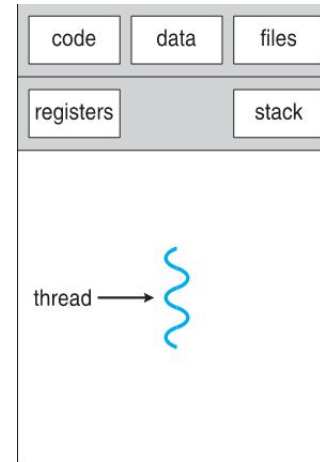 code data files
registers stack
thread